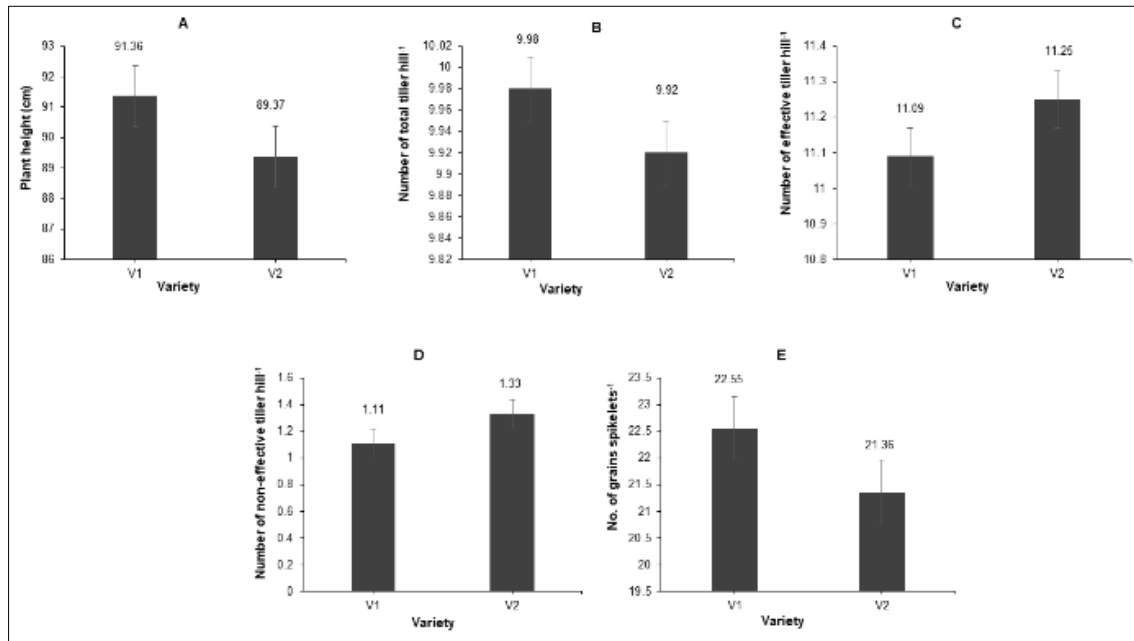 A
Plant height (cm)
93
92
91
90
89
88
87
86
91.36
89.37
V1
V2
Variety
B
Number of total tiller hill⁻¹
10.02
10
9.98
9.96
9.94
9.92
9.9
9.88
9.86
9.84
9.82
9.98
9.92
V1
V2
Variety
C
Number of effective tiller hill⁻¹
11.4
11.3
11.2
11.1
11
10.9
10.8
11.09
11.25
V1
V2
Variety
D
Number of non-effective tiller hill⁻¹
1.6
1.4
1.2
1
0.8
0.6
0.4
0.2
0
1.11
1.33
V1
V2
Variety
E
No. of grains spikelets⁻¹
23.5
23
22.5
22
21.5
21
20.5
20
19.5
22.55
21.36
V1
V2
Variety